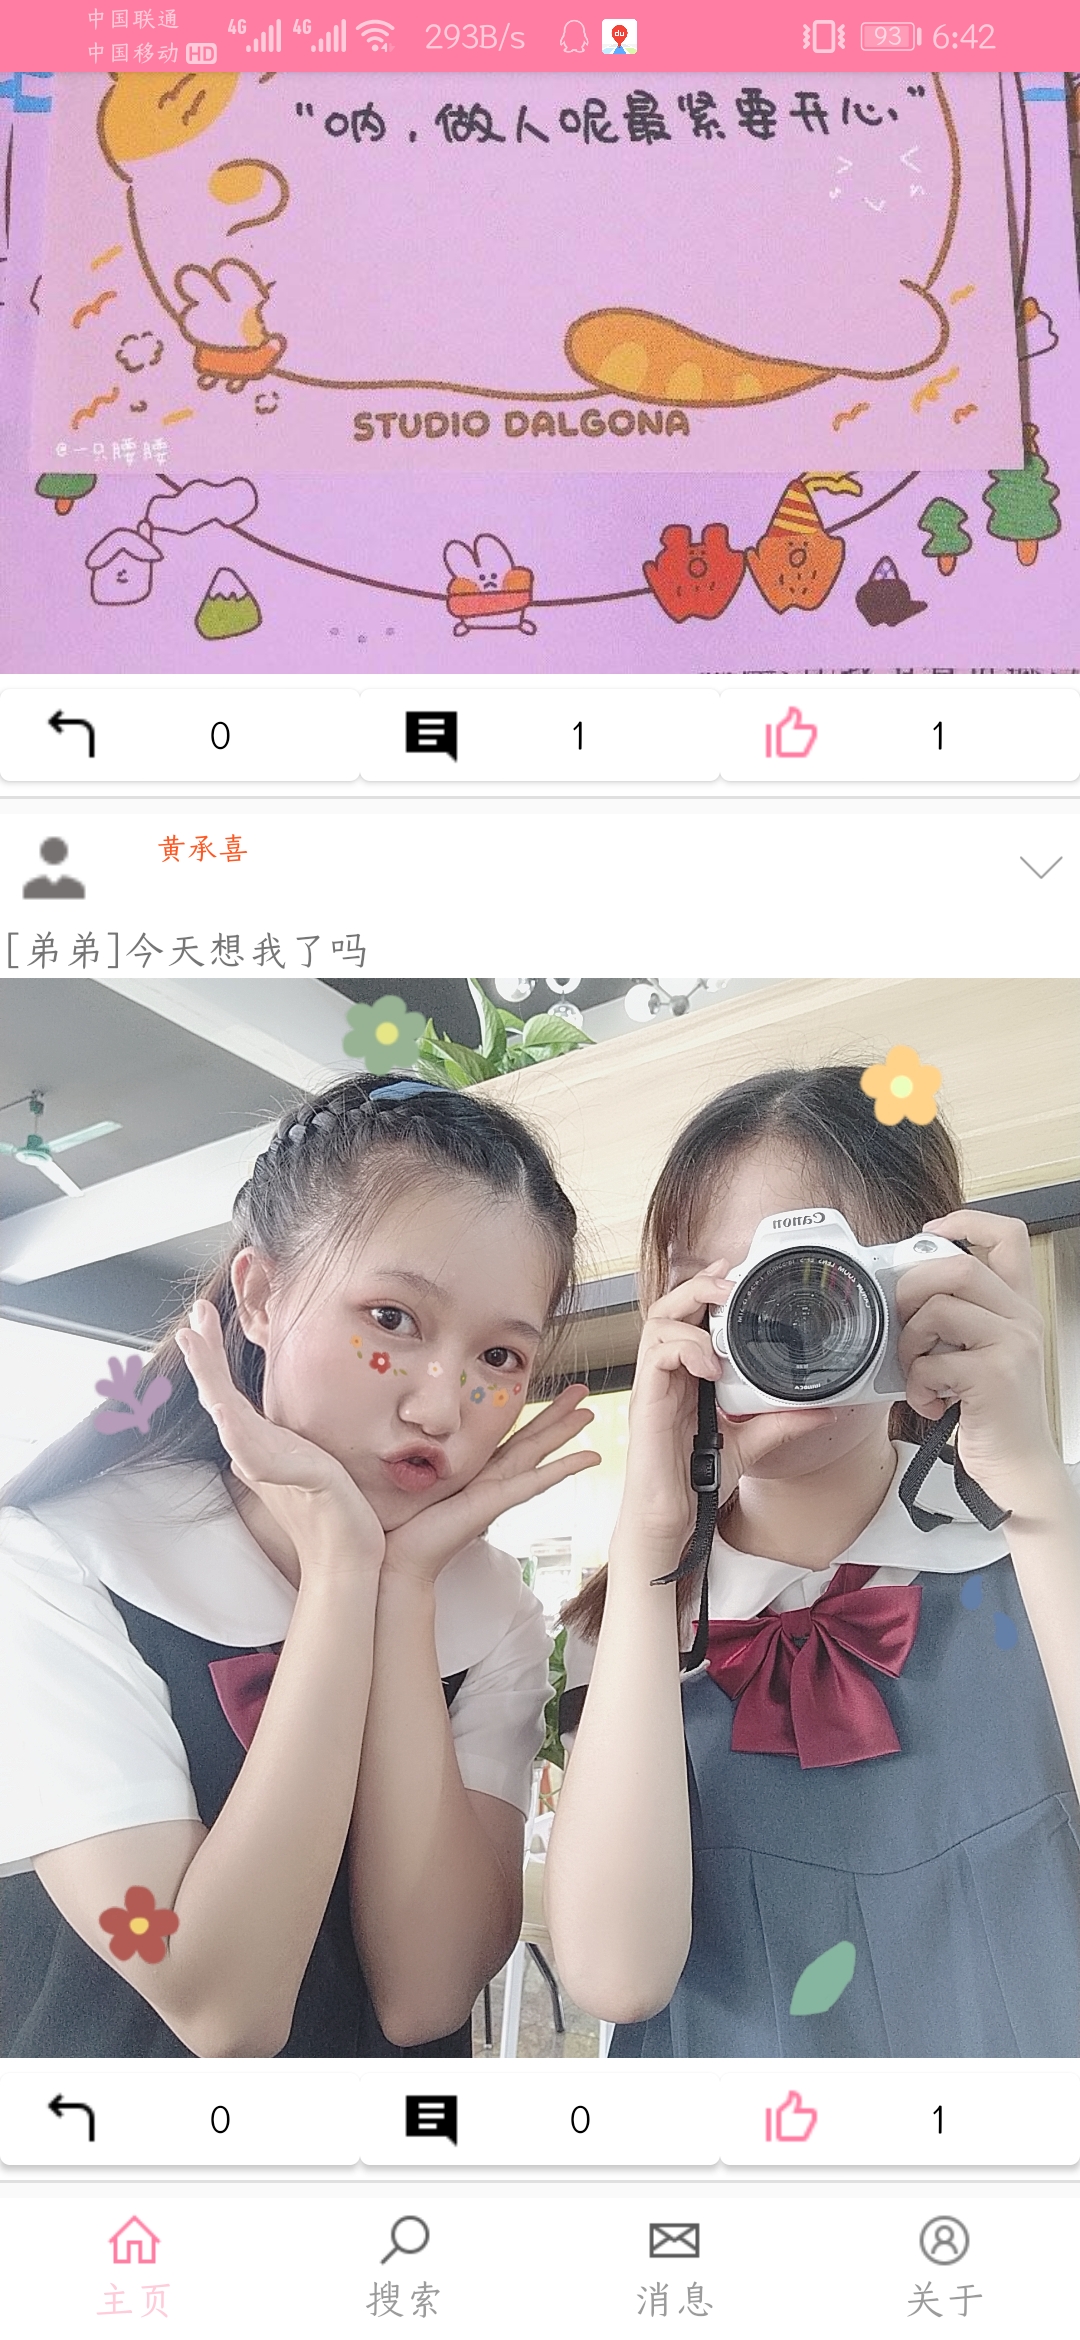 中国联通
中国移动 HD
4G 4G 293B/s du 93 6:42
"呐,做人呢最紧要开心,"
STUDIO DALGONA
@一只腰腰
0 1 1
黄承喜
[弟弟]今天想我了吗
Canon
0 0 1
主页 搜索 消息 关于